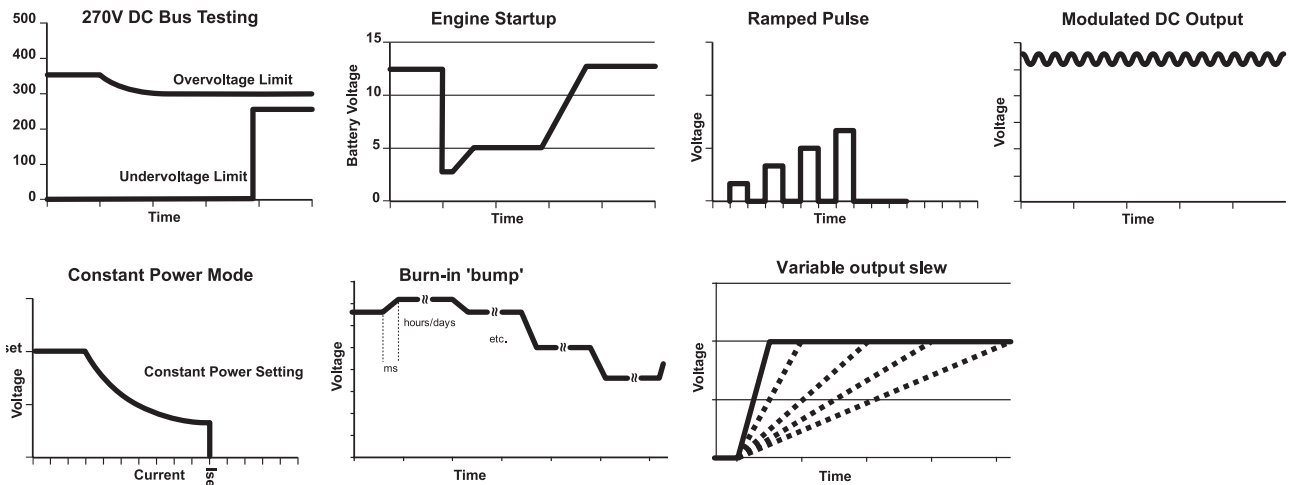 270V DC Bus Testing
500
400
300
200
100
0
Overvoltage Limit
Undervoltage Limit
Time
Engine Startup
Battery Voltage
15
10
5
0
Time
Ramped Pulse
Voltage
Time
Modulated DC Output
Voltage
Time
Constant Power Mode
Voltage
Constant Power Setting
Current
Burn-in 'bump'
Voltage
hours/days
ms
etc.
Time
Variable output slew
Voltage
Time